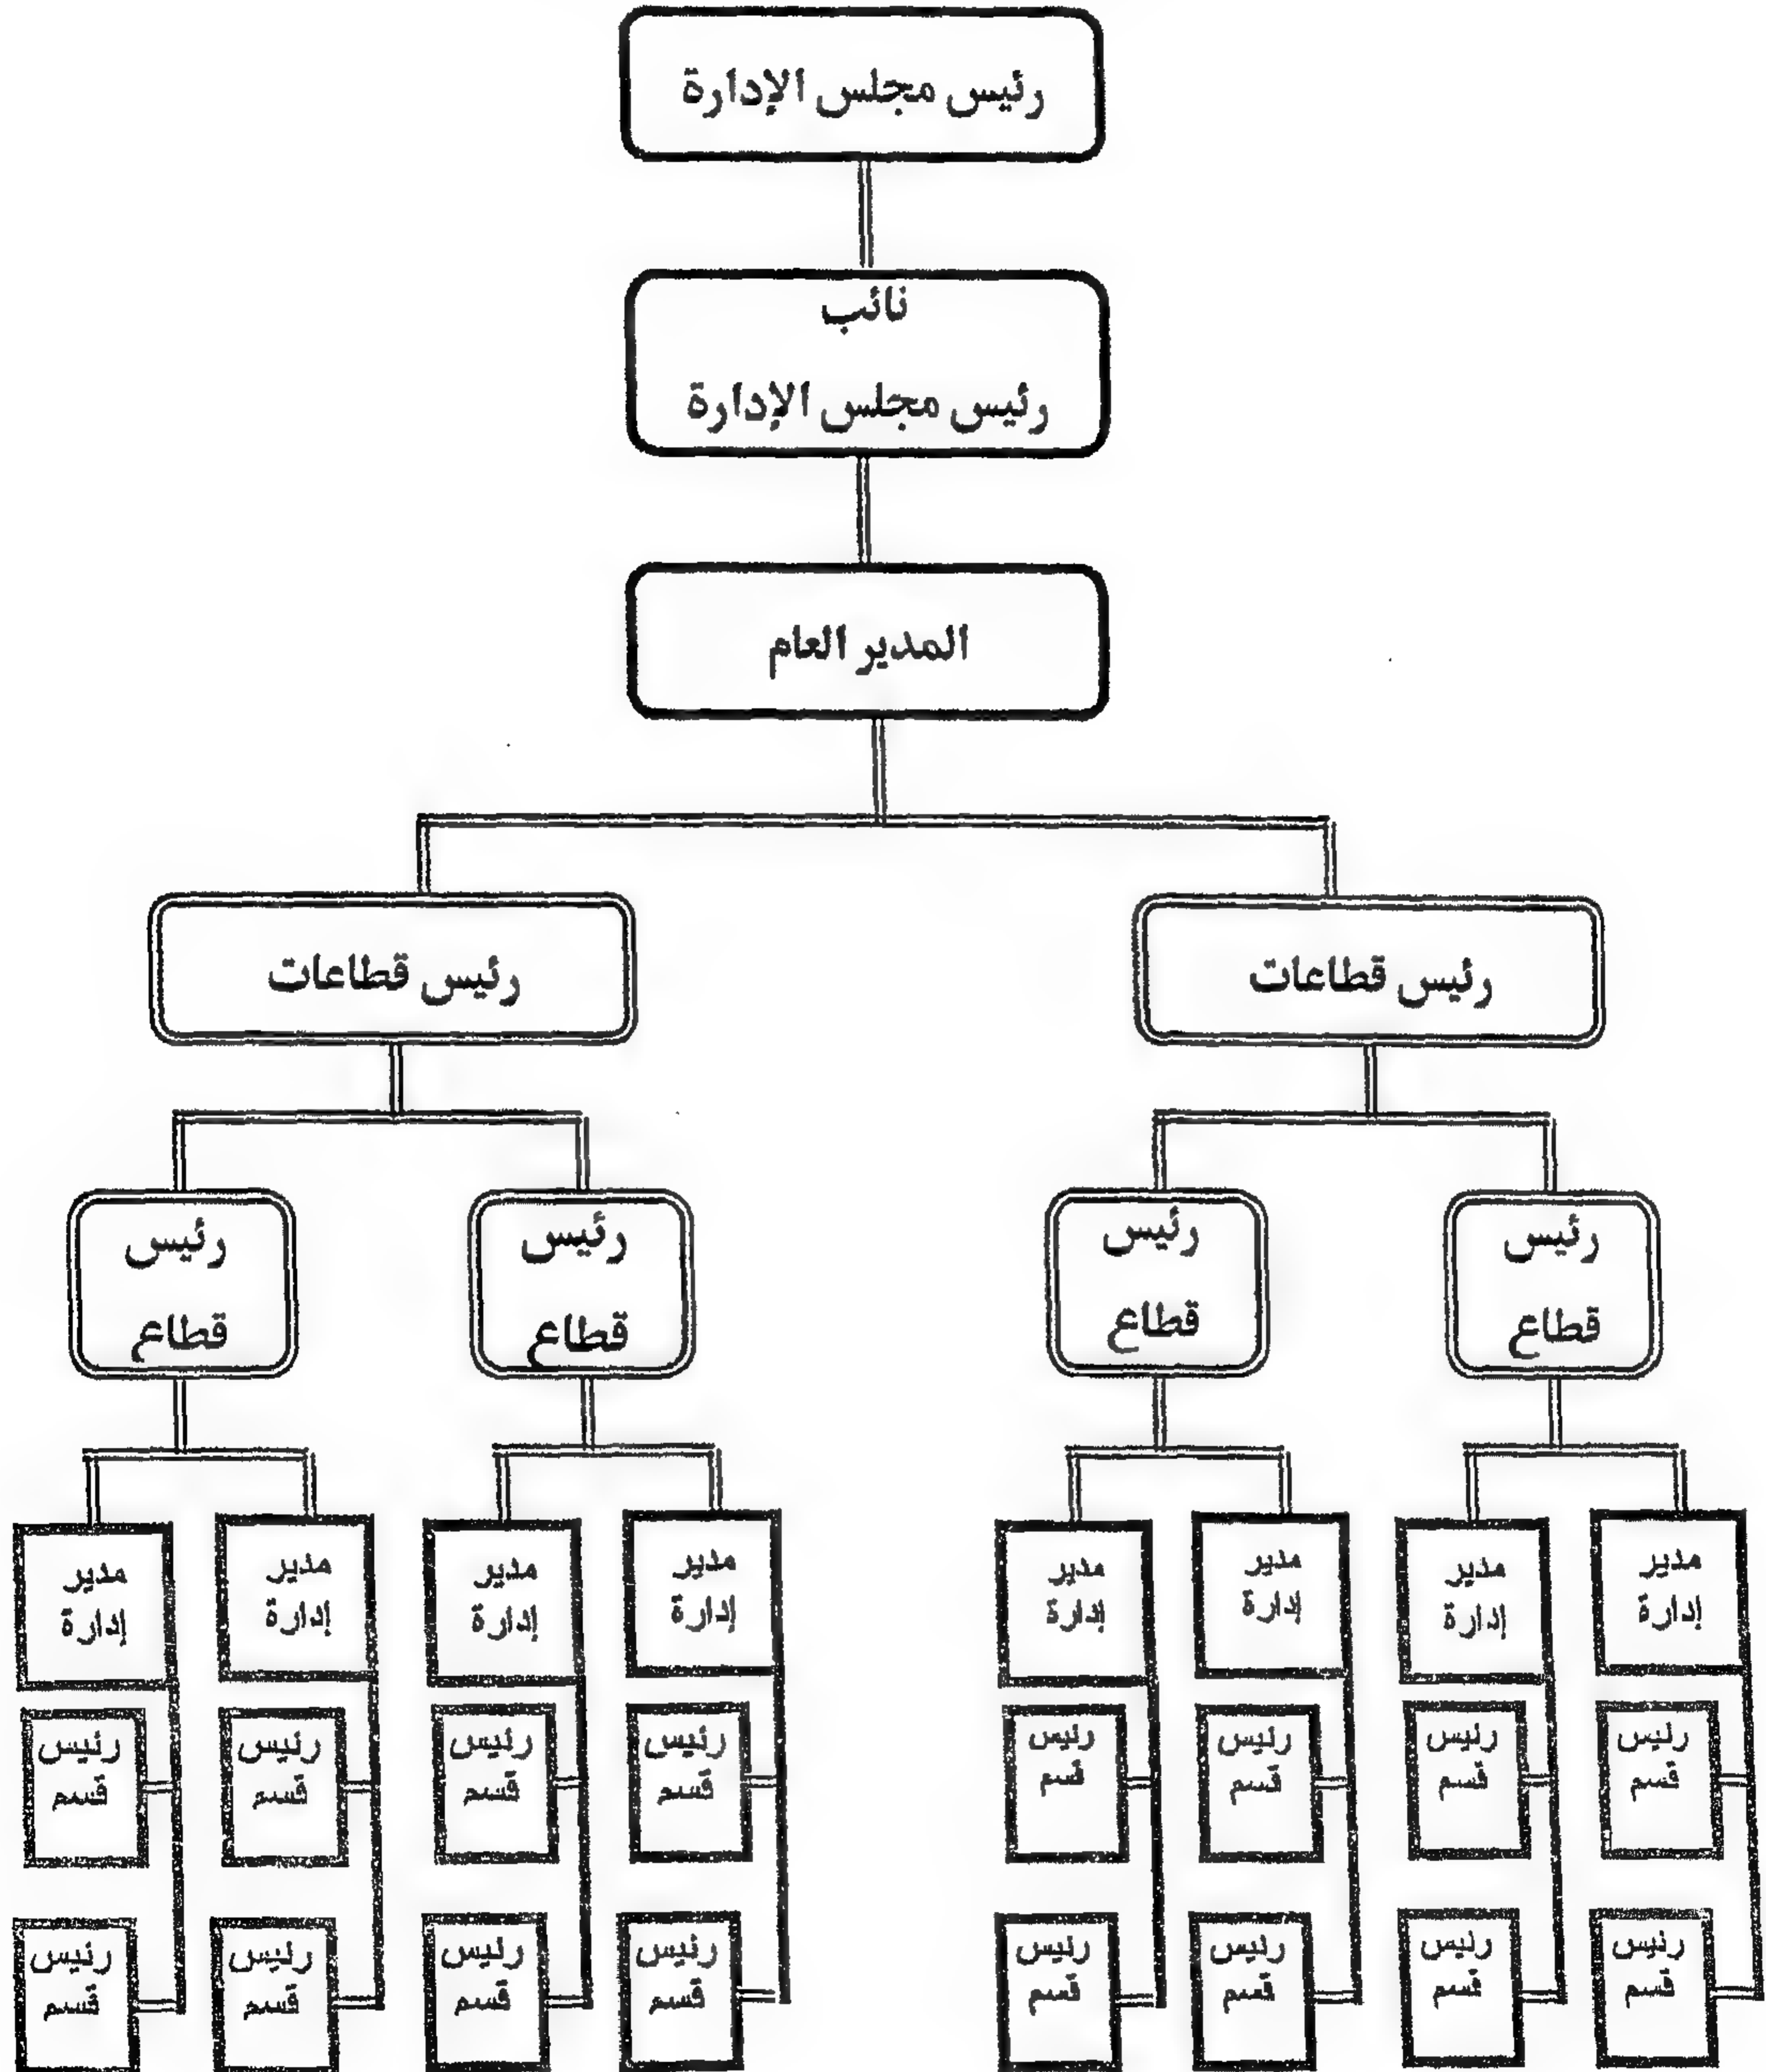 رئيس مجلس الإدارة
نائب
رئيس مجلس الإدارة
المدير العام
رئيس قطاعات
رئيس قطاعات
رئيس
قطاع
رئيس
قطاع
رئيس
قطاع
رئيس
قطاع
مدير
إدارة
مدير
إدارة
مدير
إدارة
مدير
إدارة
مدير
إدارة
مدير
إدارة
مدير
إدارة
مدير
إدارة
رئيس
قسم
رئيس
قسم
رئيس
قسم
رئيس
قسم
رئيس
قسم
رئيس
قسم
رئيس
قسم
رئيس
قسم
رئيس
قسم
رئيس
قسم
رئيس
قسم
رئيس
قسم
رئيس
قسم
رئيس
قسم
رئيس
قسم
رئيس
قسم